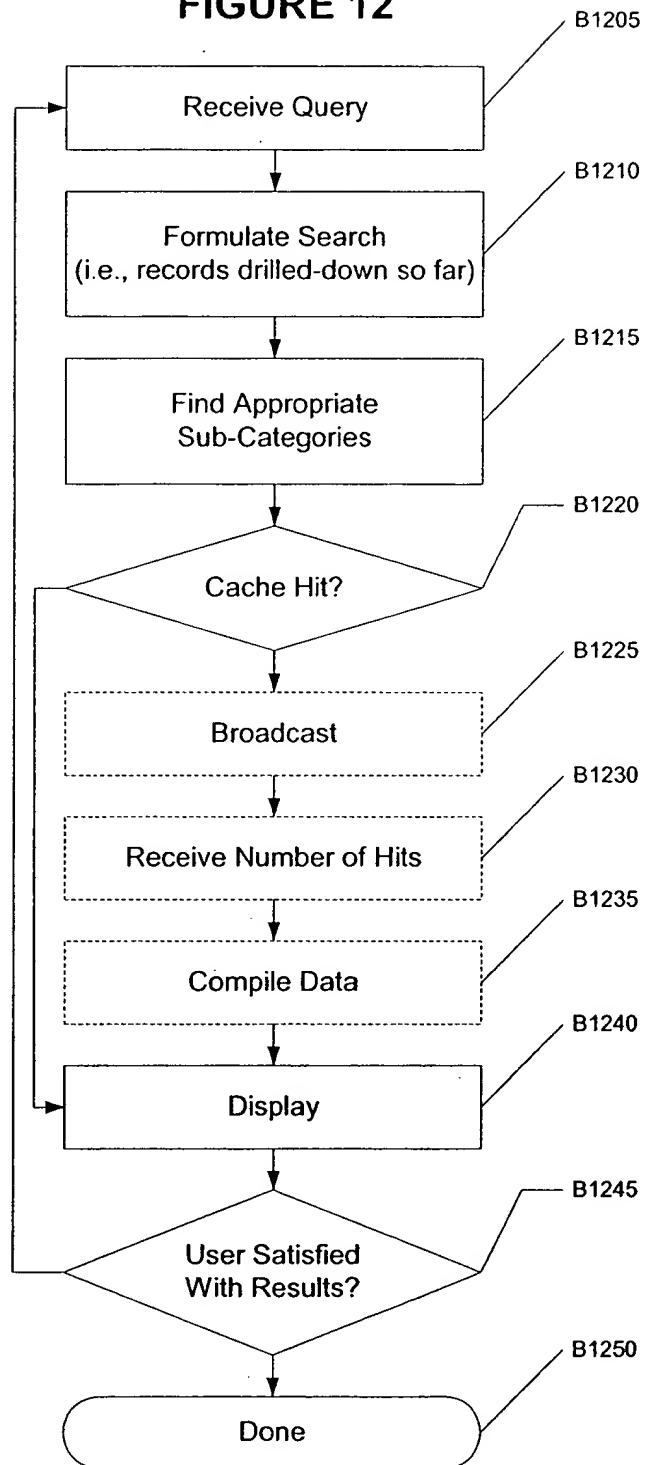 FIGURE 12
B1205
Receive Query
B1210
Formulate Search
(i.e., records drilled-down so far)
B1215
Find Appropriate
Sub-Categories
B1220
Cache Hit?
B1225
Broadcast
B1230
Receive Number of Hits
B1235
Compile Data
B1240
Display
B1245
User Satisfied
With Results?
B1250
Done